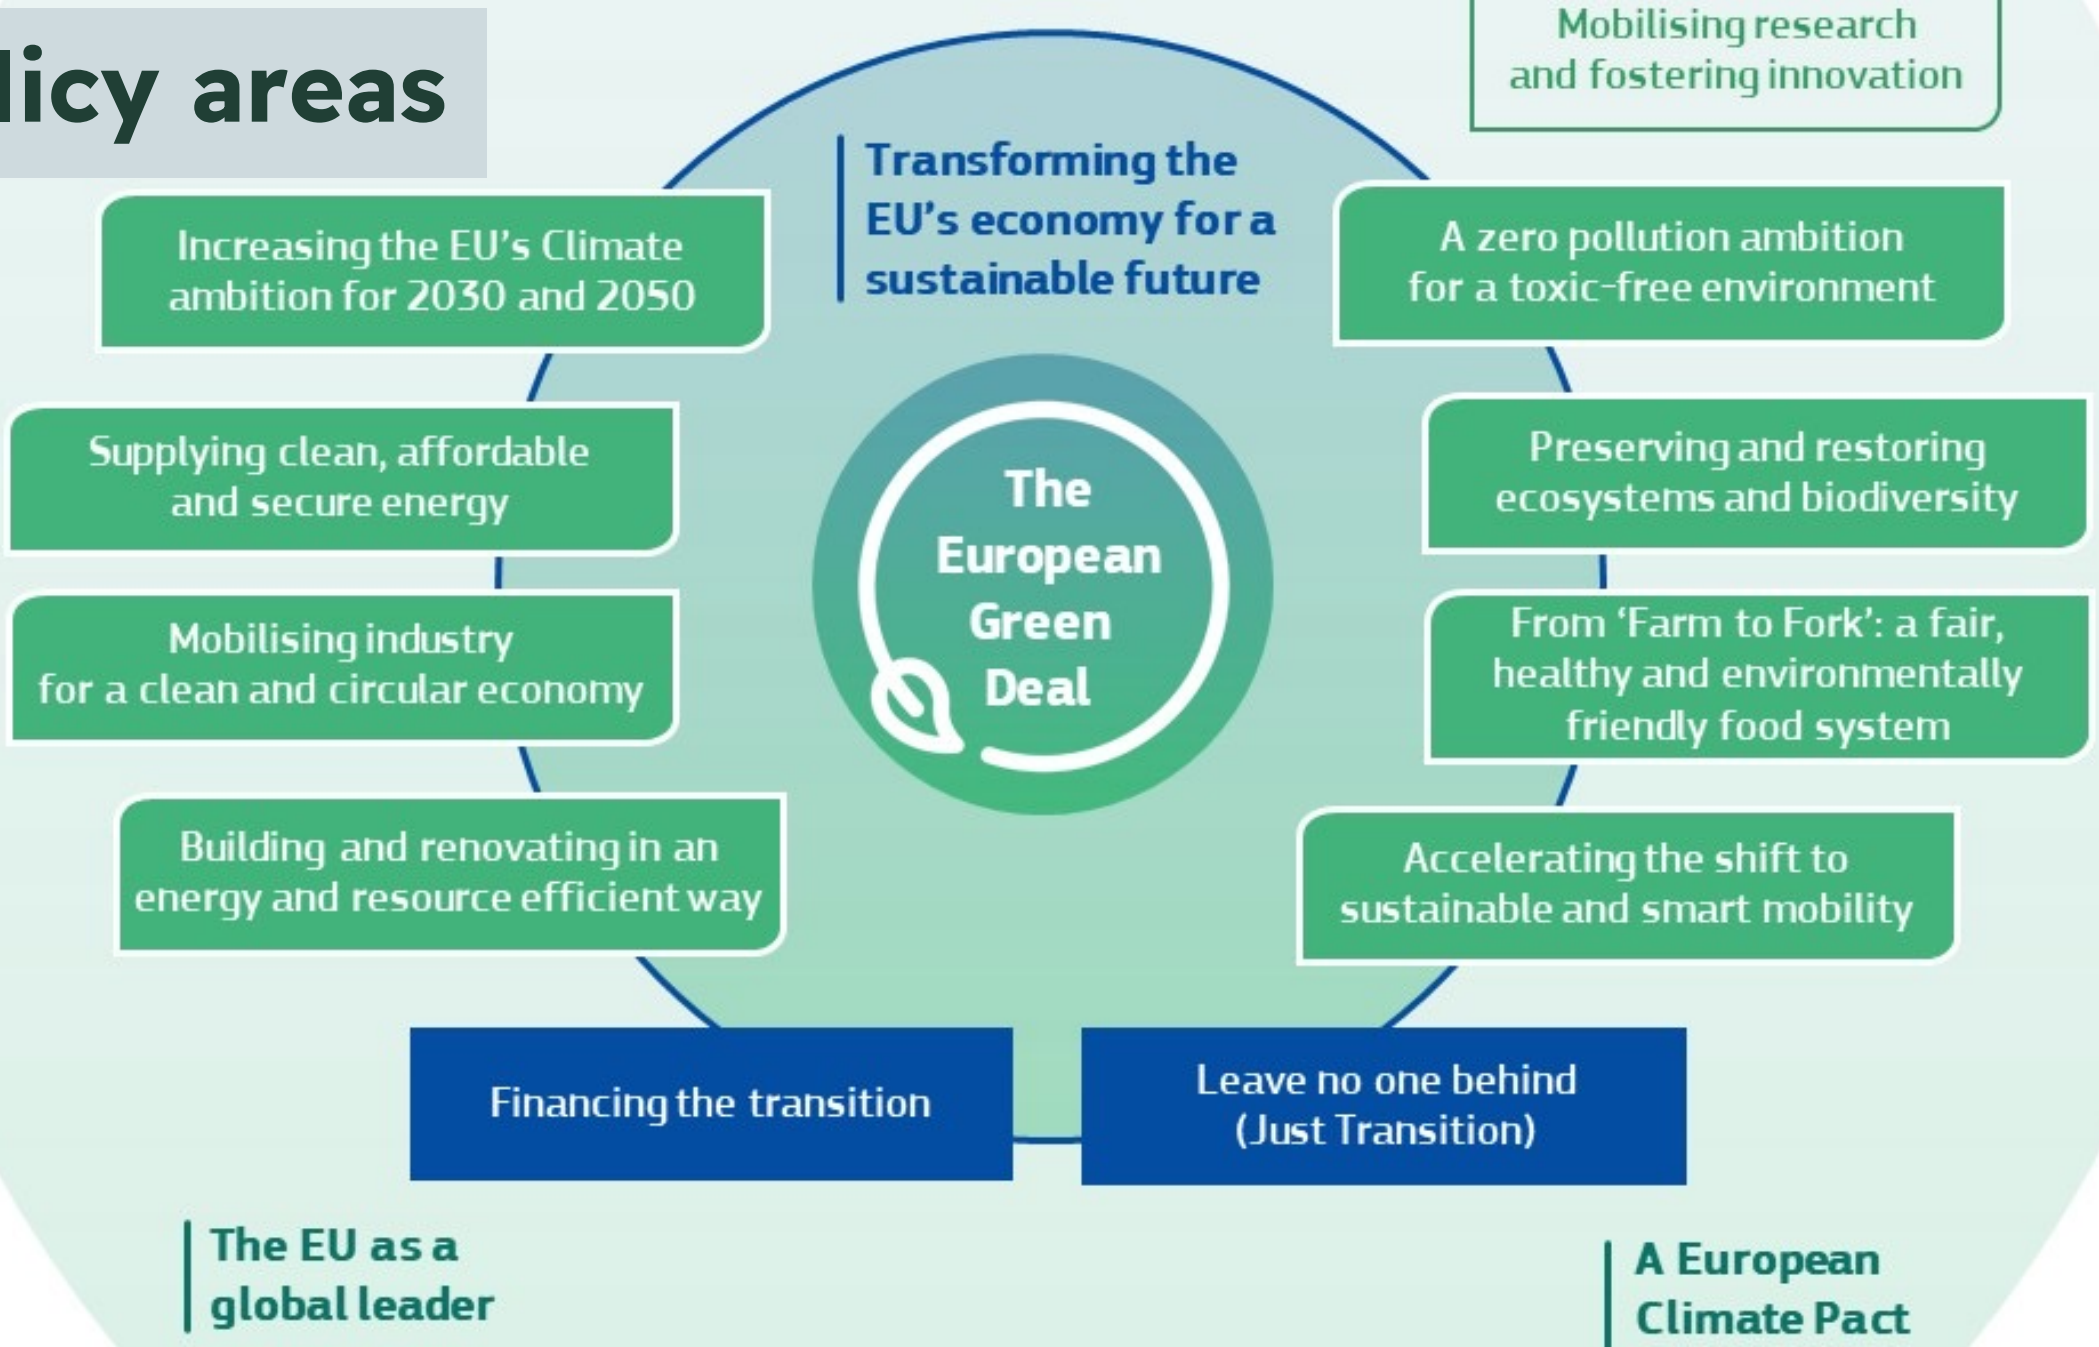 licy areas
Mobilising research
and fostering innovation
Transforming the
EU's economy for a
sustainable future
Increasing the EU's Climate
ambition for 2030 and 2050
A zero pollution ambition
for a toxic-free environment
Supplying clean, affordable
and secure energy
Preserving and restoring
ecosystems and biodiversity
The
European
Green
Deal
Mobilising industry
for a clean and circular economy
From ‘Farm to Fork’: a fair,
healthy and environmentally
friendly food system
Building and renovating in an
energy and resource efficient way
Accelerating the shift to
sustainable and smart mobility
Financing the transition
Leave no one behind
(Just Transition)
The EU as a
global leader
A European
Climate Pact